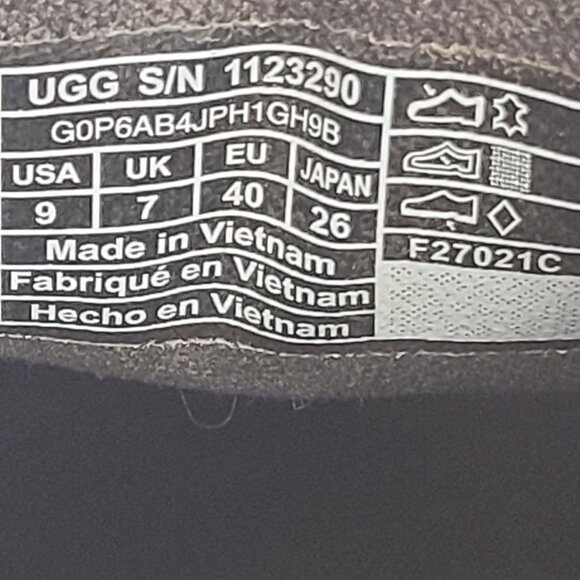 UGG S/N 1123290
G0P6AB4JPH1GH9B
USA UK EU JAPAN
9 7 40 26
Made in Vietnam
Fabriqué en Vietnam
Hecho en Vietnam
F27021C